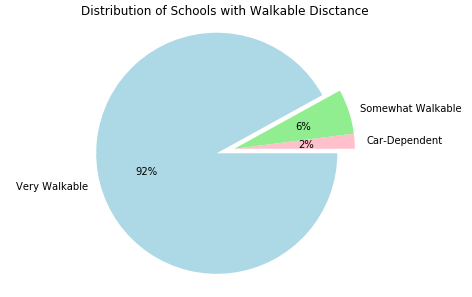 Distribution of Schools with Walkable Disctance
Somewhat Walkable
6%
Car-Dependent
2%
92%
Very Walkable